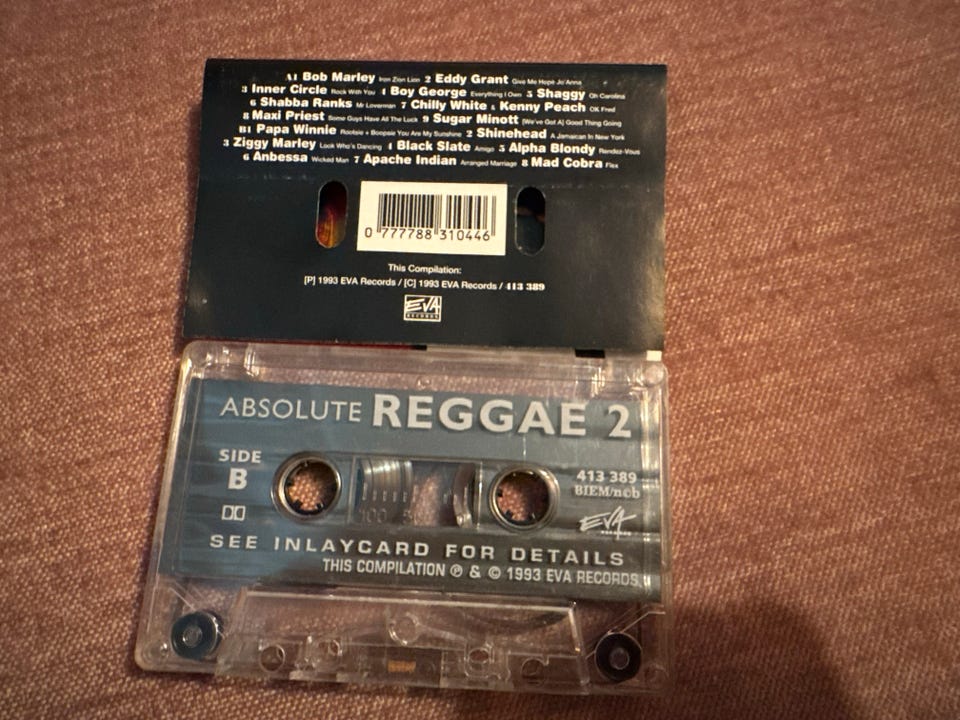 A1 Bob Marley Iron Zion Lion 2 Eddy Grant Give Me Hope Jo'Anna
3 Inner Circle Rock With You 4 Boy George Everything I Own 5 Shaggy Oh Carolina
6 Shabba Ranks Mr Loverman 7 Chilly White & Kenny Peach OK Fred
8 Maxi Priest Some Guys Have All The Luck 9 Sugar Minott (We've Got A) Good Thing Going
B1 Papa Winnie Rootsie + Boopsie You Are My Sunshine 2 Shinehead A Jamaican In New York
3 Ziggy Marley Look Who's Dancing 4 Black Slate Amigo 5 Alpha Blondy Rendez-Vous
6 Anbessa Wicked Man 7 Apache Indian Arranged Marriage 8 Mad Cobra Flex
0 777788 310446
This Compilation:
[P] 1993 EVA Records / [C] 1993 EVA Records / 413 389
EVA
RECORDS
ABSOLUTE REGGAE 2
SIDE
B
413 389
BIEM/n©b
100
EVA
RECORDS
SEE INLAYCARD FOR DETAILS
THIS COMPILATION ℗ & © 1993 EVA RECORDS